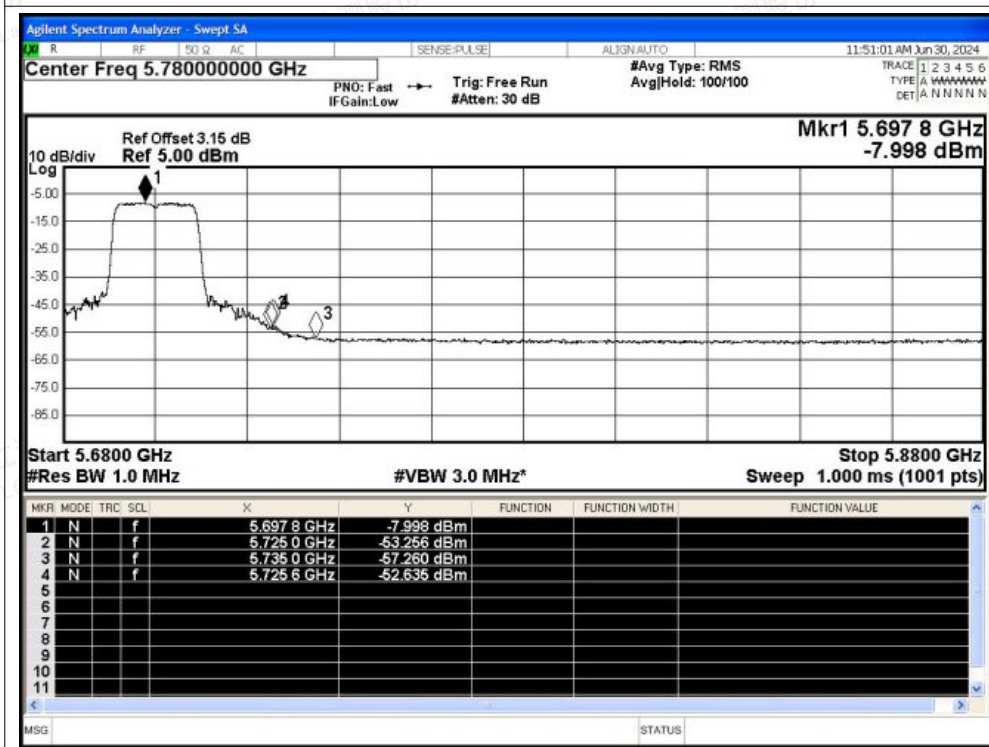 Agilent Spectrum Analyzer - Swept SA
LXI R RF 50 Ω AC SENSE:PULSE ALIGN AUTO 11:51:01 AM Jun 30, 2024
Center Freq 5.780000000 GHz
PNO: Fast
IFGain:Low
Trig: Free Run
#Atten: 30 dB
#Avg Type: RMS
Avg|Hold: 100/100
TRACE 1 2 3 4 5 6
TYPE A WWWWW
DET A N N N N N
Mkr1 5.697 8 GHz
-7.998 dBm
Ref Offset 3.15 dB
10 dB/div Ref 5.00 dBm
Log
1
-5.00
-15.0
-25.0
-35.0
-45.0
2 4
3
-55.0
-65.0
-75.0
-85.0
Start 5.6800 GHz Stop 5.8800 GHz
#Res BW 1.0 MHz #VBW 3.0 MHz* Sweep 1.000 ms (1001 pts)
MKR MODE TRC SCL X Y FUNCTION FUNCTION WIDTH FUNCTION VALUE
1 N f 5.697 8 GHz -7.998 dBm
2 N f 5.725 0 GHz -53.256 dBm
3 N f 5.735 0 GHz -57.260 dBm
4 N f 5.725 6 GHz -52.635 dBm
5
6
7
8
9
10
11
MSG STATUS